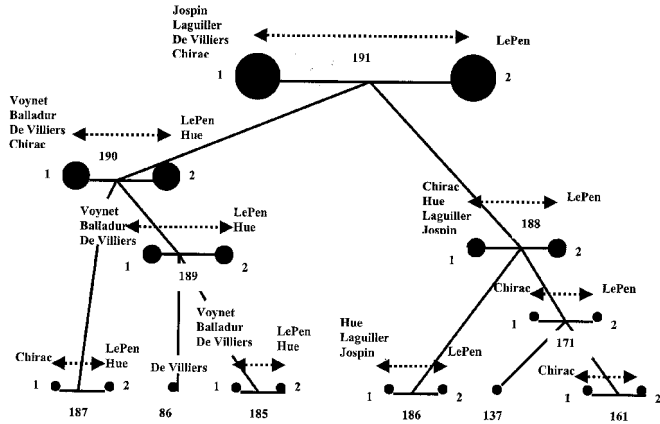 Jospin
Laguiller
De Villiers
Chirac
LePen
191
1
2
Voynet
Balladur
De Villiers
Chirac
LePen
Hue
190
1
2
Chirac
Hue
Laguiller
Jospin
LePen
188
1
2
Voynet
Balladur
De Villiers
LePen
Hue
189
1
2
Chirac
LePen
1
2
171
Voynet
Balladur
De Villiers
LePen
Hue
1
2
185
Hue
Laguiller
Jospin
LePen
1
2
186
Chirac
LePen
Hue
1
2
187
De Villiers
86
137
Chirac
1
2
161